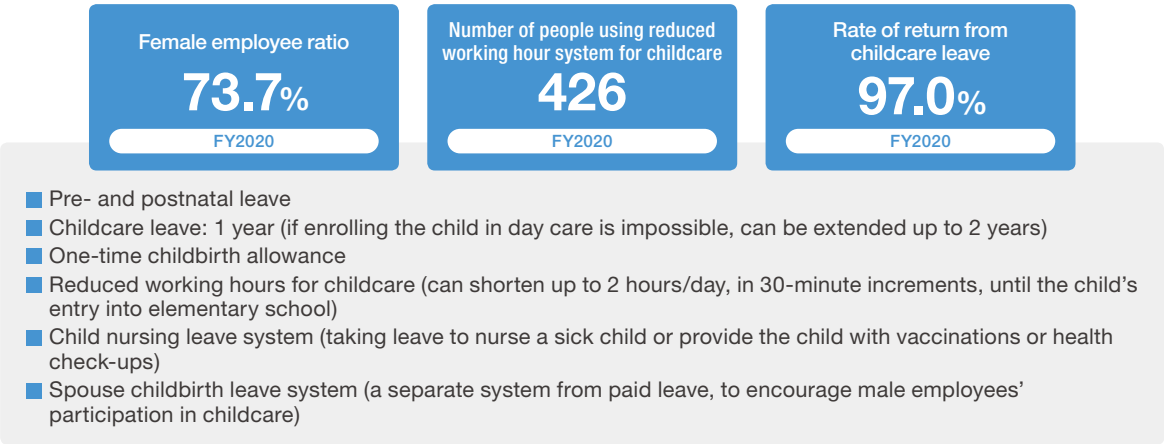 Female employee ratio
73.7%
FY2020
Number of people using reduced
working hour system for childcare
426
FY2020
Rate of return from
childcare leave
97.0%
FY2020
Pre- and postnatal leave
Childcare leave: 1 year (if enrolling the child in day care is impossible, can be extended up to 2 years)
One-time childbirth allowance
Reduced working hours for childcare (can shorten up to 2 hours/day, in 30-minute increments, until the child's
entry into elementary school)
Child nursing leave system (taking leave to nurse a sick child or provide the child with vaccinations or health
check-ups)
Spouse childbirth leave system (a separate system from paid leave, to encourage male employees'
participation in childcare)